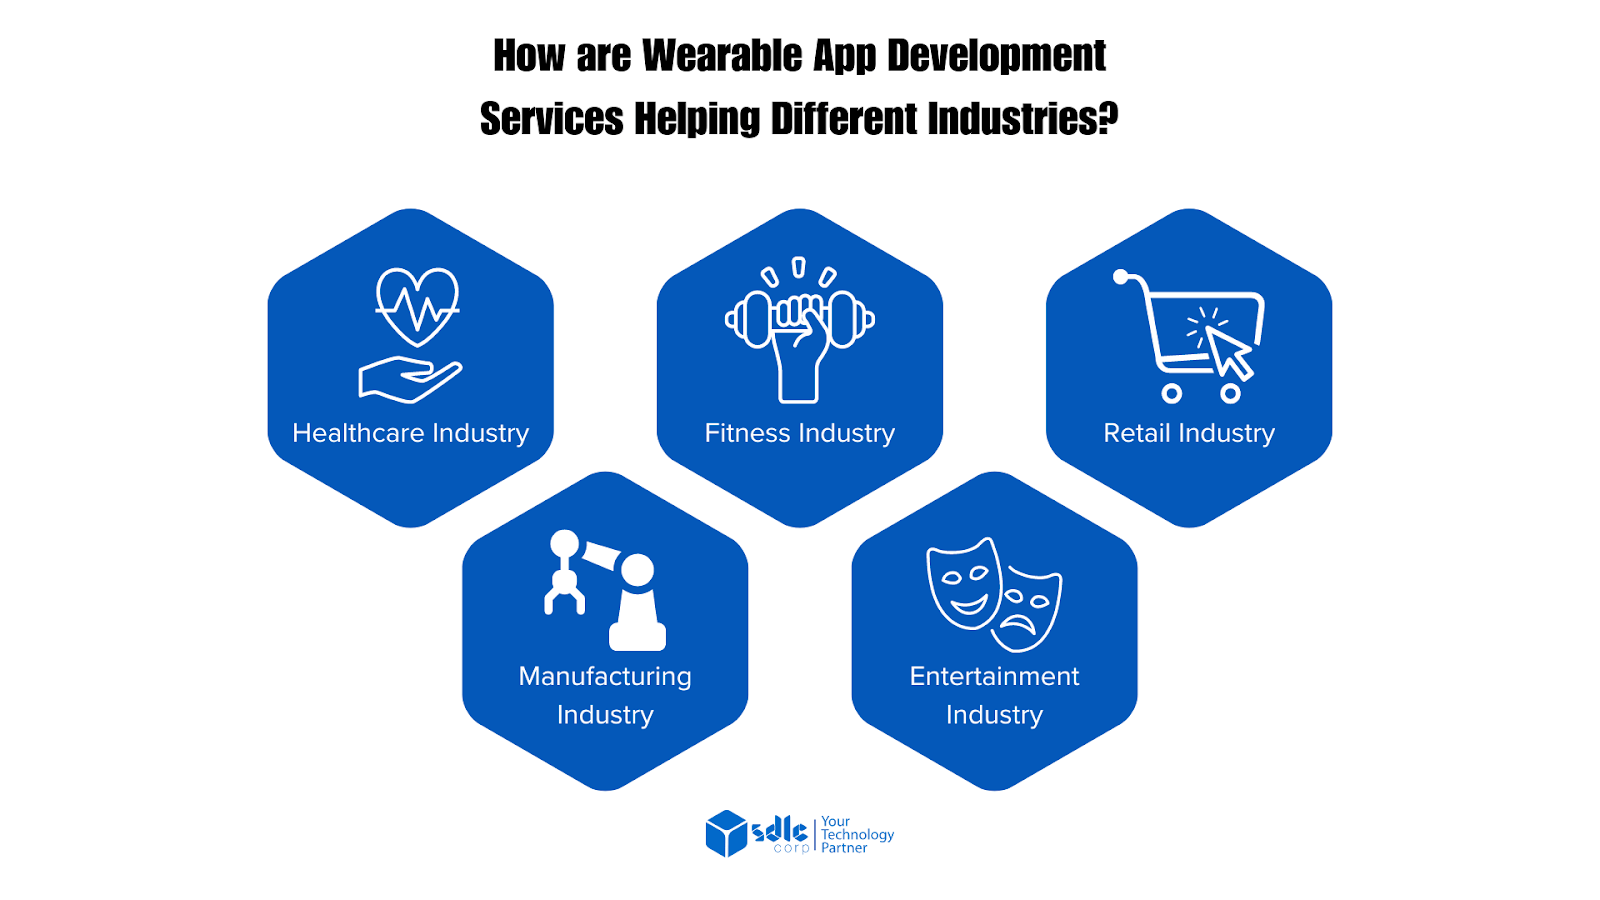 How are Wearable App Development
Services Helping Different Industries?
Healthcare Industry
Fitness Industry
Retail Industry
Manufacturing
Industry
Entertainment
Industry
sdlc
corp
Your
Technology
Partner